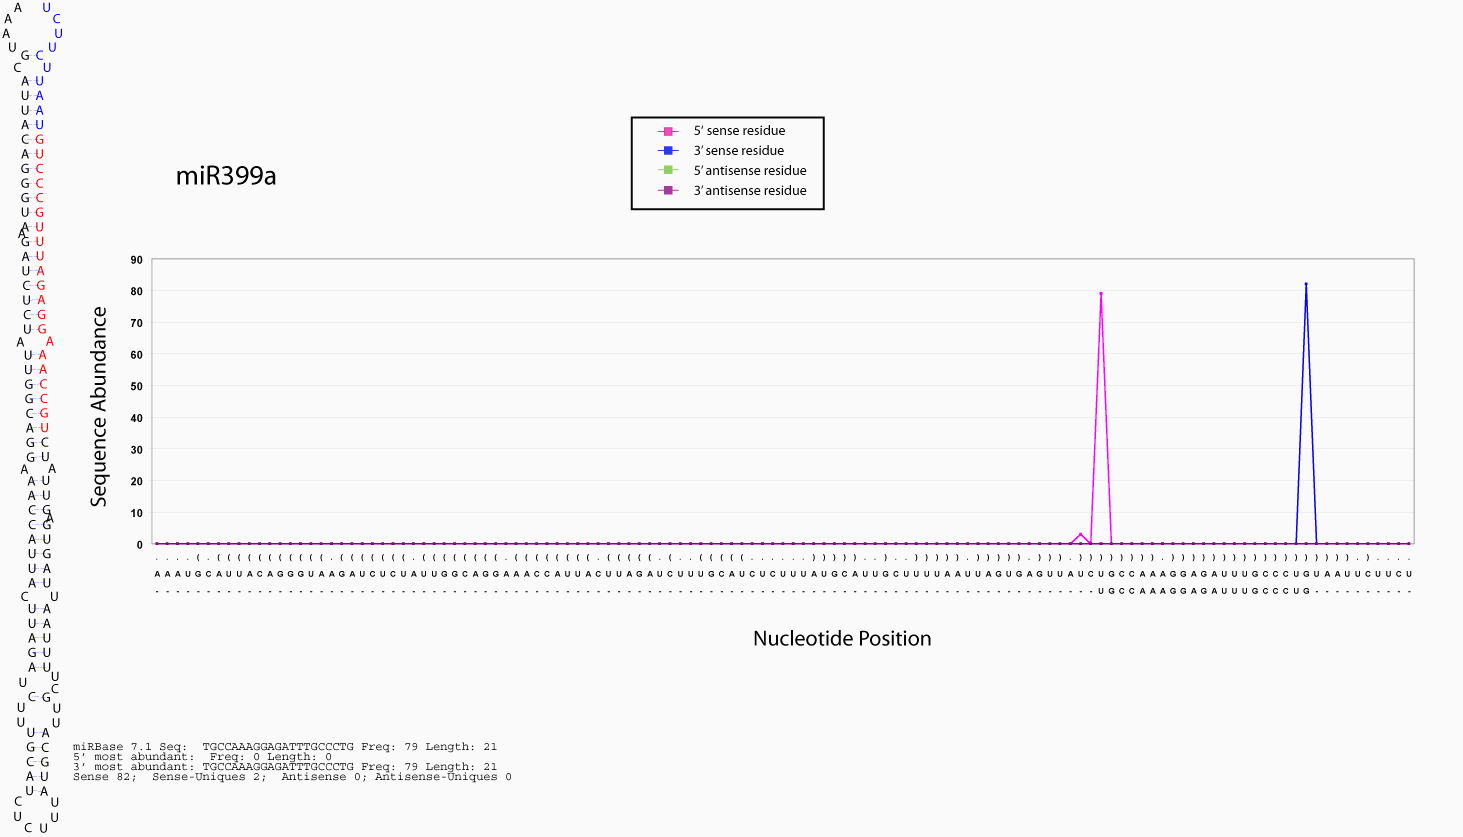 A U
A C
A U
U U
G C
C U
A U
U A
U A
A U
C G
A U
G C
G C
G C
U G
A U
A
G U
A U
U A
C G
U A
C G
U G
A A
U A
U A
G C
G C
C G
A U
G C
G U
A A
A U
A U
C G
A
C G
A U
U G
U A
A U
C U
U A
U A
A U
G U
A U
U U
C
C G
U U
U U
U A
G C
C G
A U
U A
C U
U U
C U
miR399a
5' sense residue
3' sense residue
5' antisense residue
3' antisense residue
Sequence Abundance
90
80
70
60
50
40
30
20
10
0
AAAUGCAUUACAGGGUAAGAUCUCUAUUGGCAGGAAACCAUUACUUAGAUCUUUGCAUCUCUUUAUGCAUUGCUUUUAAUUAGUGAGUUAUCUGCCAAAGGAGAUUUGCCCUGUAAUUCUUCU
UGCCAAAGGAGAUUUGCCCUG
Nucleotide Position
miRBase 7.1 Seq: TGCCAAAGGAGATTTGCCCTG Freq: 79 Length: 21
5' most abundant: Freq: 0 Length: 0
3' most abundant: TGCCAAAGGAGATTTGCCCTG Freq: 79 Length: 21
Sense 82; Sense-Uniques 2; Antisense 0; Antisense-Uniques 0